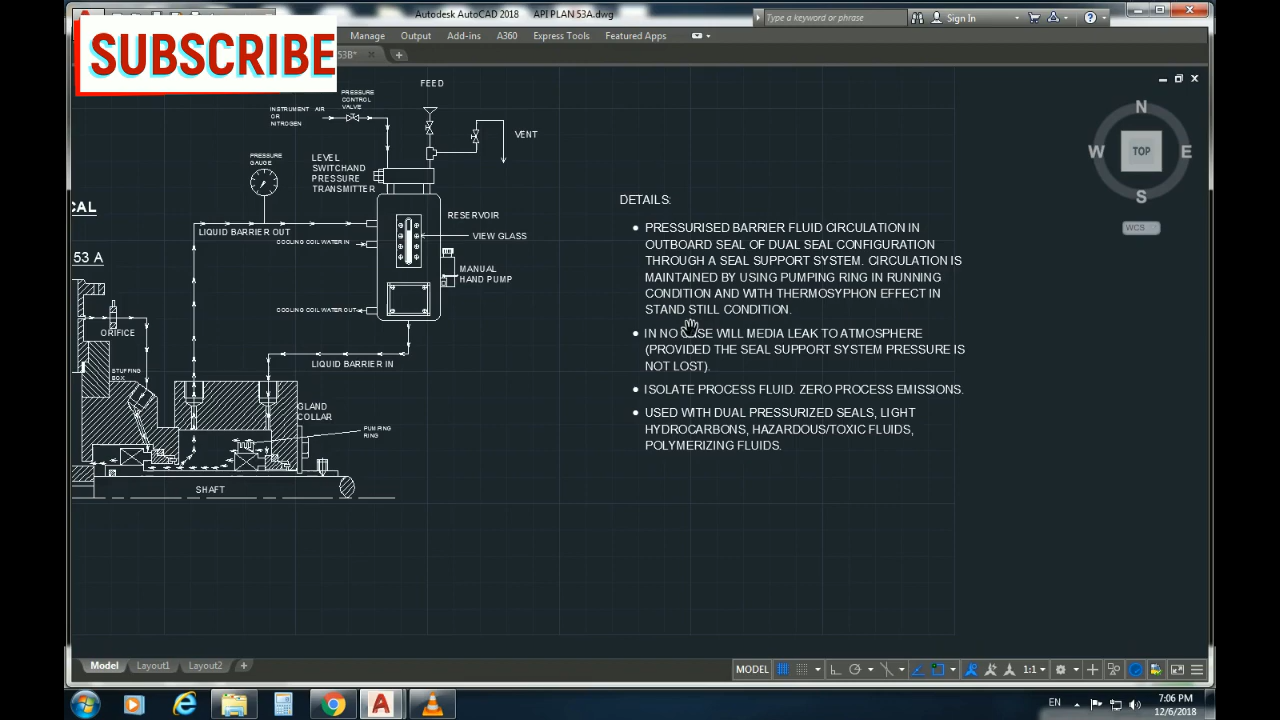 Autodesk AutoCAD 2018 API PLAN 53A.dwg
Type a keyword or phrase
Sign In
SUBSCRIBE
Manage Output Add-ins A360 Express Tools Featured Apps
53B*
FEED
PRESSURE
CONTROL
VALVE
INSTRUMENT AIR
OR
NITROGEN
VENT
PRESSURE
GAUGE
LEVEL
SWITCHAND
PRESSURE
TRANSMITTER
N
W TOP E
S
WCS
CAL
RESERVOIR
LIQUID BARRIER OUT
VIEW GLASS
COOLING COIL WATER IN
53 A
MANUAL
HAND PUMP
COOLING COIL WATER OUT
ORIFICE
LIQUID BARRIER IN
STUFFING
BOX
GLAND
COLLAR
PUMPING
RING
SHAFT
DETAILS:
PRESSURISED BARRIER FLUID CIRCULATION IN
OUTBOARD SEAL OF DUAL SEAL CONFIGURATION
THROUGH A SEAL SUPPORT SYSTEM. CIRCULATION IS
MAINTAINED BY USING PUMPING RING IN RUNNING
CONDITION AND WITH THERMOSYPHON EFFECT IN
STAND STILL CONDITION.
IN NO CASE WILL MEDIA LEAK TO ATMOSPHERE
(PROVIDED THE SEAL SUPPORT SYSTEM PRESSURE IS
NOT LOST).
ISOLATE PROCESS FLUID. ZERO PROCESS EMISSIONS.
USED WITH DUAL PRESSURIZED SEALS, LIGHT
HYDROCARBONS, HAZARDOUS/TOXIC FLUIDS,
POLYMERIZING FLUIDS.
Model Layout1 Layout2
MODEL 1:1
EN 7:06 PM
12/6/2018